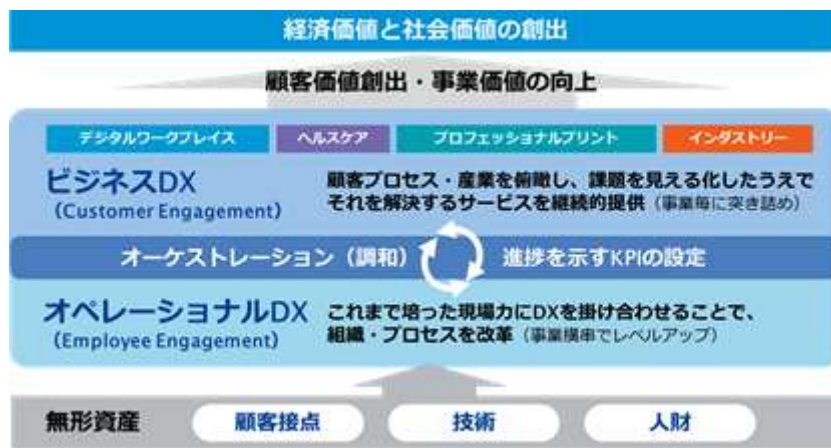 経済価値と社会価値の創出
顧客価値創出・事業価値の向上
デジタルワークプレイス
ヘルスケア
プロフェッショナルプリント
インダストリー
ビジネスDX
(Customer Engagement)
顧客プロセス・産業を俯瞰し、課題を見える化したうえで
それを解決するサービスを継続的提供（事業毎に突き詰め）
オーケストレーション（調和）
進捗を示すKPIの設定
オペレーショナルDX
(Employee Engagement)
これまで培った現場力にDXを掛け合わせることで、
組織・プロセスを改革（事業横串でレベルアップ）
無形資産
顧客接点
技術
人財